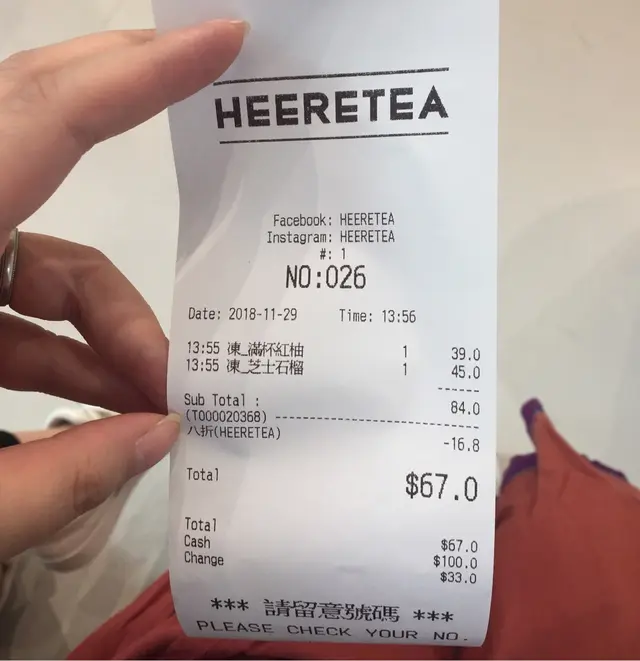 HEERETEA
Facebook: HEERETEA
Instagram: HEERETEA
#: 1
NO:026
Date: 2018-11-29 Time: 13:56
13:55 凍_滿杯紅柚 1 39.0
13:55 凍_芝士石榴 1 45.0
------
Sub Total : 84.0
(T000020368) ----------------------
八折(HEERETEA) -16.8
Total $67.0
Total $67.0
Cash $100.0
Change $33.0
*** 請留意號碼 ***
PLEASE CHECK YOUR NO.